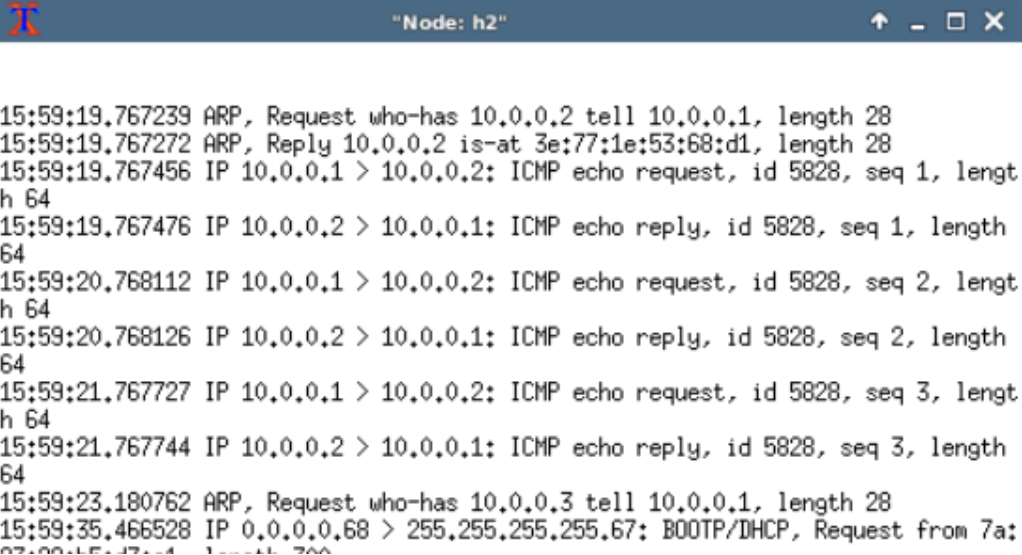 "Node: h2"
15:59:19.767239 ARP, Request who-has 10.0.0.2 tell 10.0.0.1, length 28
15:59:19.767272 ARP, Reply 10.0.0.2 is-at 3e:77:1e:53:68:d1, length 28
15:59:19.767456 IP 10.0.0.1 > 10.0.0.2: ICMP echo request, id 5828, seq 1, lengt
h 64
15:59:19.767476 IP 10.0.0.2 > 10.0.0.1: ICMP echo reply, id 5828, seq 1, length
64
15:59:20.768112 IP 10.0.0.1 > 10.0.0.2: ICMP echo request, id 5828, seq 2, lengt
h 64
15:59:20.768126 IP 10.0.0.2 > 10.0.0.1: ICMP echo reply, id 5828, seq 2, length
64
15:59:21.767727 IP 10.0.0.1 > 10.0.0.2: ICMP echo request, id 5828, seq 3, lengt
h 64
15:59:21.767744 IP 10.0.0.2 > 10.0.0.1: ICMP echo reply, id 5828, seq 3, length
64
15:59:23.180762 ARP, Request who-has 10.0.0.3 tell 10.0.0.1, length 28
15:59:35.466528 IP 0.0.0.0.68 > 255.255.255.255.67: BOOTP/DHCP, Request from 7a:
length 300